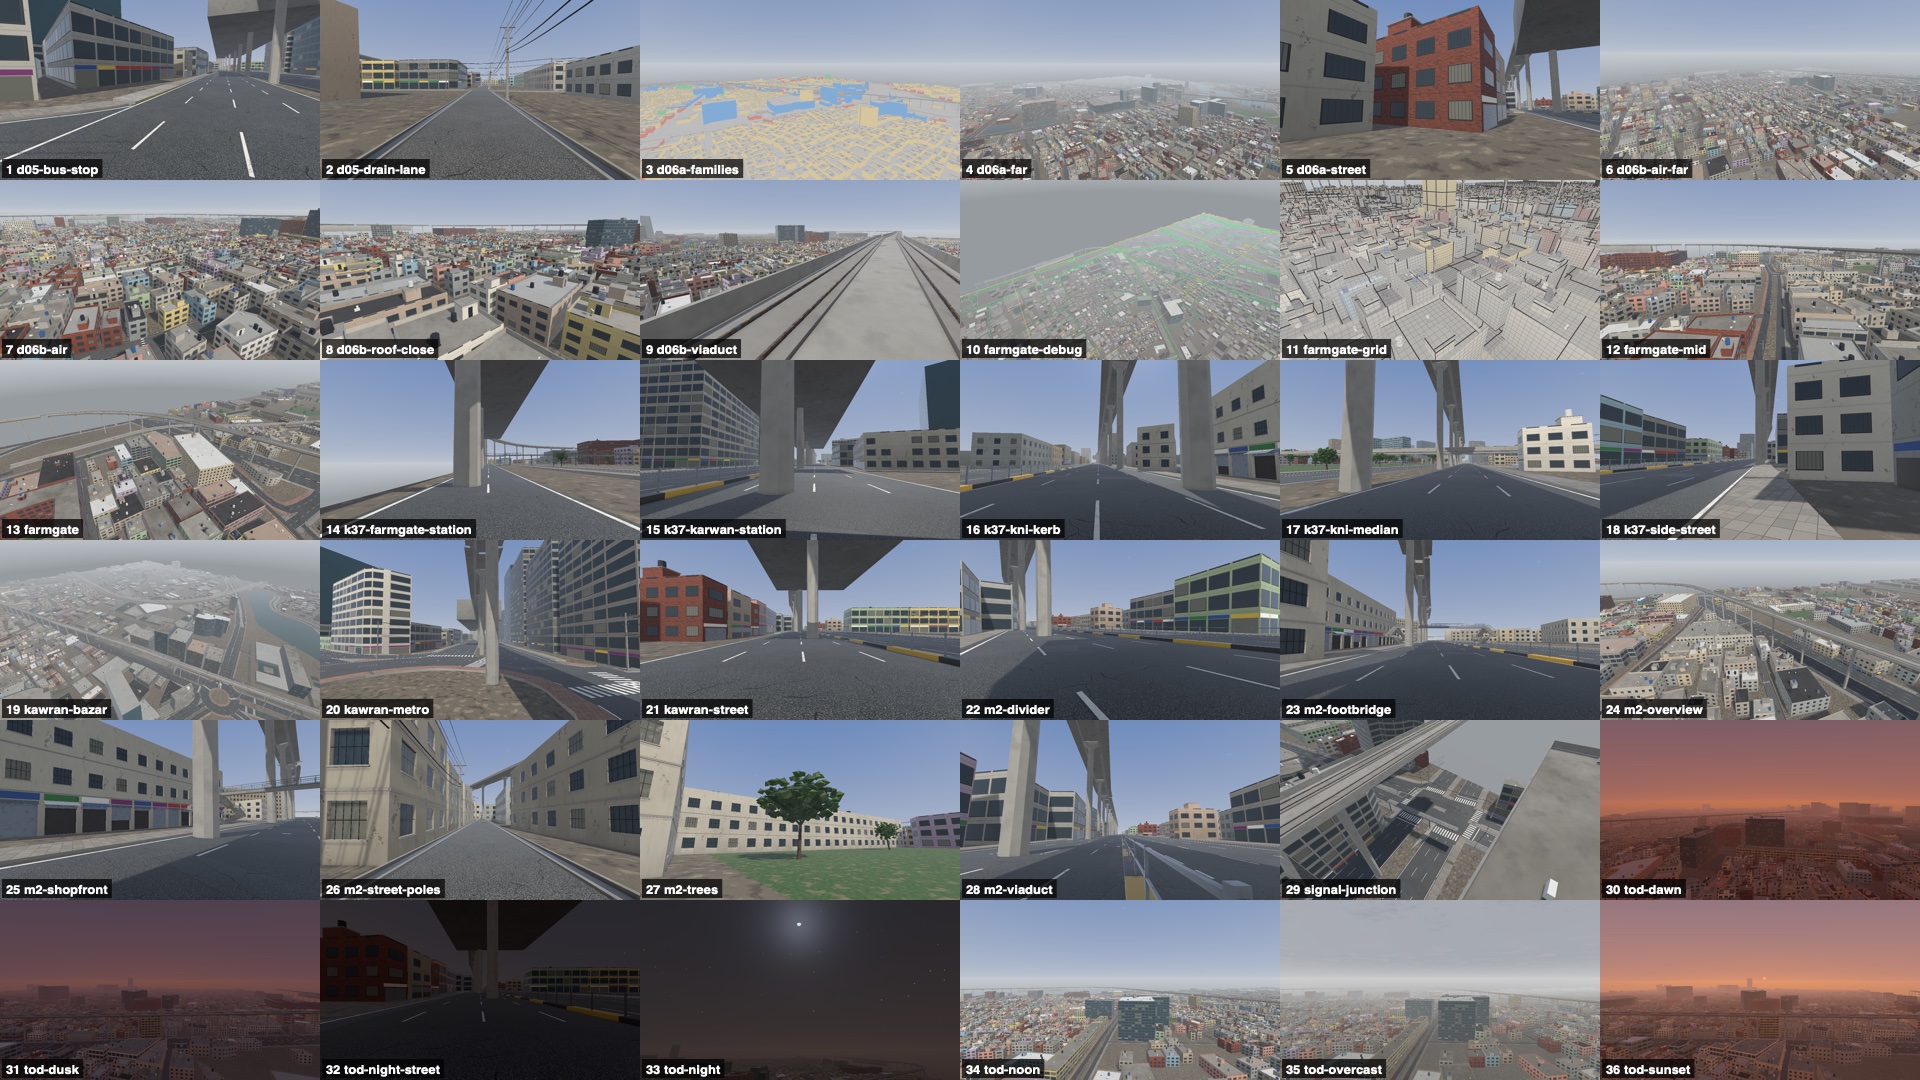 1 d05-bus-stop
2 d05-drain-lane
3 d06a-families
4 d06a-far
5 d06a-street
6 d06b-air-far
7 d06b-air
8 d06b-roof-close
9 d06b-viaduct
10 farmgate-debug
11 farmgate-grid
12 farmgate-mid
13 farmgate
14 k37-farmgate-station
15 k37-karwan-station
16 k37-kni-kerb
17 k37-kni-median
18 k37-side-street
19 kawran-bazar
20 kawran-metro
21 kawran-street
22 m2-divider
23 m2-footbridge
24 m2-overview
25 m2-shopfront
26 m2-street-poles
27 m2-trees
28 m2-viaduct
29 signal-junction
30 tod-dawn
31 tod-dusk
32 tod-night-street
33 tod-night
34 tod-noon
35 tod-overcast
36 tod-sunset